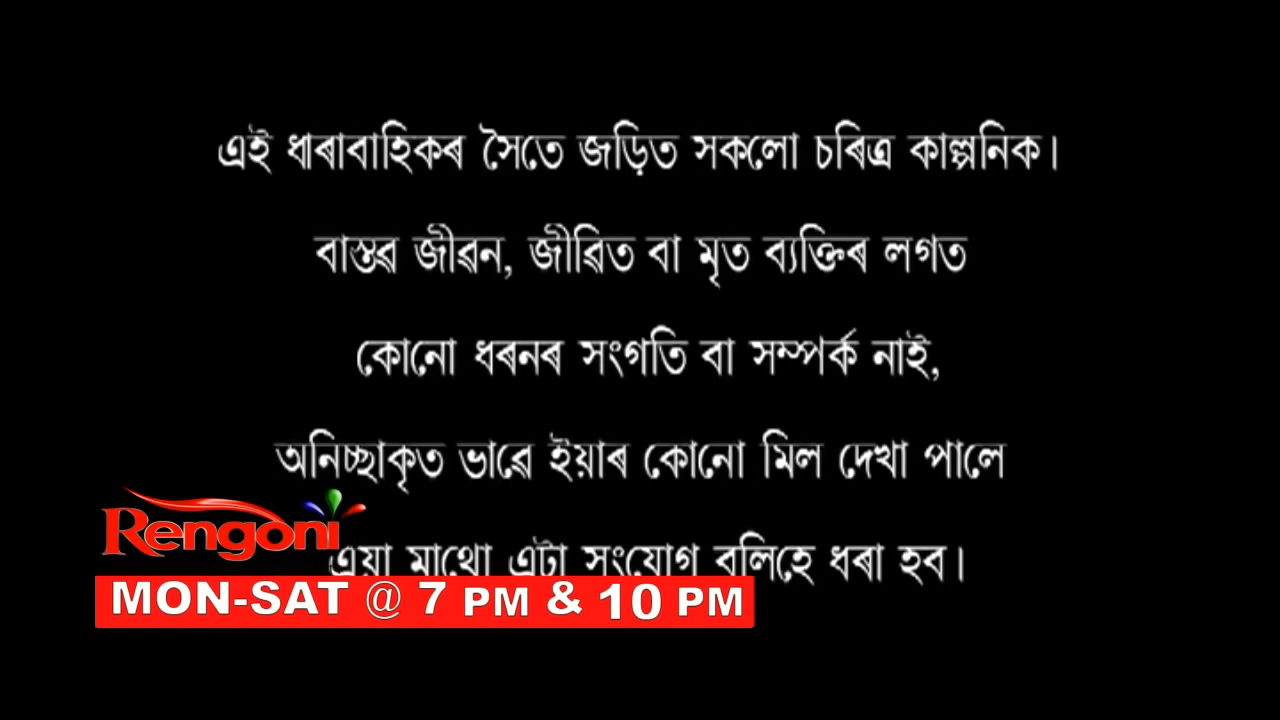 এই ধাৰাবাহিকৰ সৈতে জড়িত সকলো চৰিত্ৰ কাল্পনিক।
বাস্তৱ জীৱন, জীৱিত বা মৃত ব্যক্তিৰ লগত
কোনো ধৰনৰ সংগতি বা সম্পৰ্ক নাই,
অনিচ্ছাকৃত ভাৱে ইয়াৰ কোনো মিল দেখা পালে
এয়া মাথো এটা সংযোগ বুলিহে ধৰা হব।
Rengoni
MON-SAT @ 7 PM & 10 PM